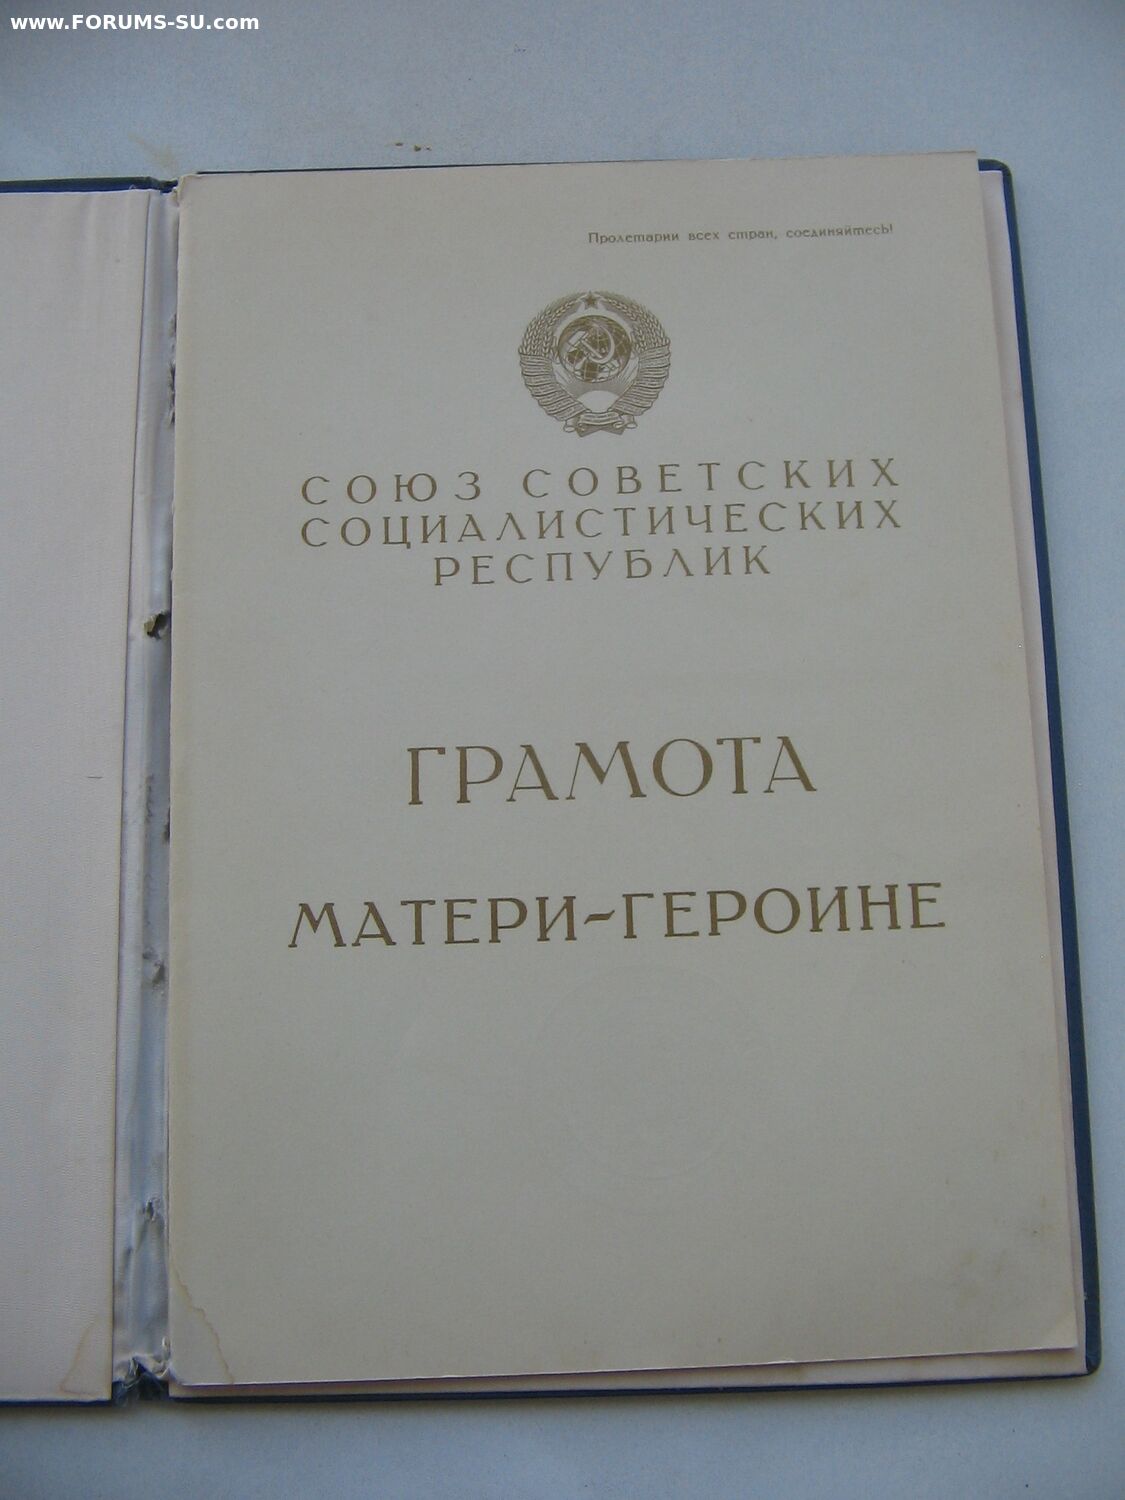 www.FORUMS-SU.com
Пролетарии всех стран, соединяйтесь!
СОЮЗ СОВЕТСКИХ
СОЦИАЛИСТИЧЕСКИХ
РЕСПУБЛИК
ГРАМОТА
МАТЕРИ-ГЕРОИНЕ